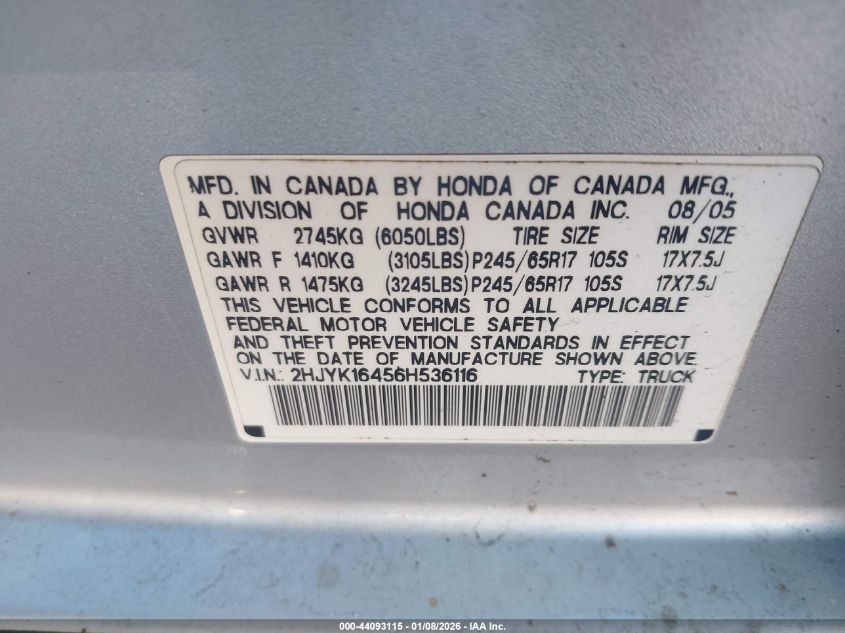 MFD. IN CANADA BY HONDA OF CANADA MFG.,
A DIVISION OF HONDA CANADA INC. 08/05
GVWR 2745KG (6050LBS) TIRE SIZE RIM SIZE
GAWR F 1410KG (3105LBS) P245/65R17 105S 17X7.5J
GAWR R 1475KG (3245LBS) P245/65R17 105S 17X7.5J
THIS VEHICLE CONFORMS TO ALL APPLICABLE
FEDERAL MOTOR VEHICLE SAFETY
AND THEFT PREVENTION STANDARDS IN EFFECT
ON THE DATE OF MANUFACTURE SHOWN ABOVE.
V.I.N.: 2HJYK16456H536116 TYPE: TRUCK
000-44093115 - 01/08/2026 - IAA Inc.